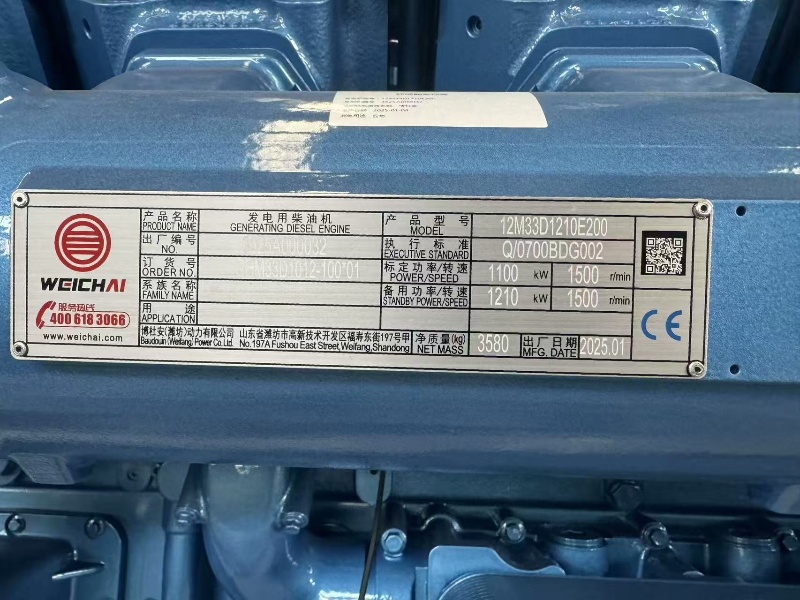 产品名称 发电用柴油机 产品型号 12M33D1210E200
PRODUCT NAME GENERATING DIESEL ENGINE MODEL
出厂编号 执行标准 Q/0700BDG002
NO. EXECUTIVE STANDARD
订货号 标定功率/转速 1100 kW 1500 r/min
ORDER NO. POWER/SPEED
系族名称 备用功率/转速 1210 kW 1500 r/min
FAMILY NAME STANDBY POWER/SPEED
用途
APPLICATION
WEICHAI
服务热线
400 618 3066
www.weichai.com
博杜安(潍坊)动力有限公司 山东省潍坊市高新技术开发区福寿东街197号甲 净质量(kg) 3580 出厂日期 2025.01
Baudouin (Weifang) Power Co.Ltd. No.197A Fushou East Street,Weifang,Shandong NET MASS MFG. DATE
CE